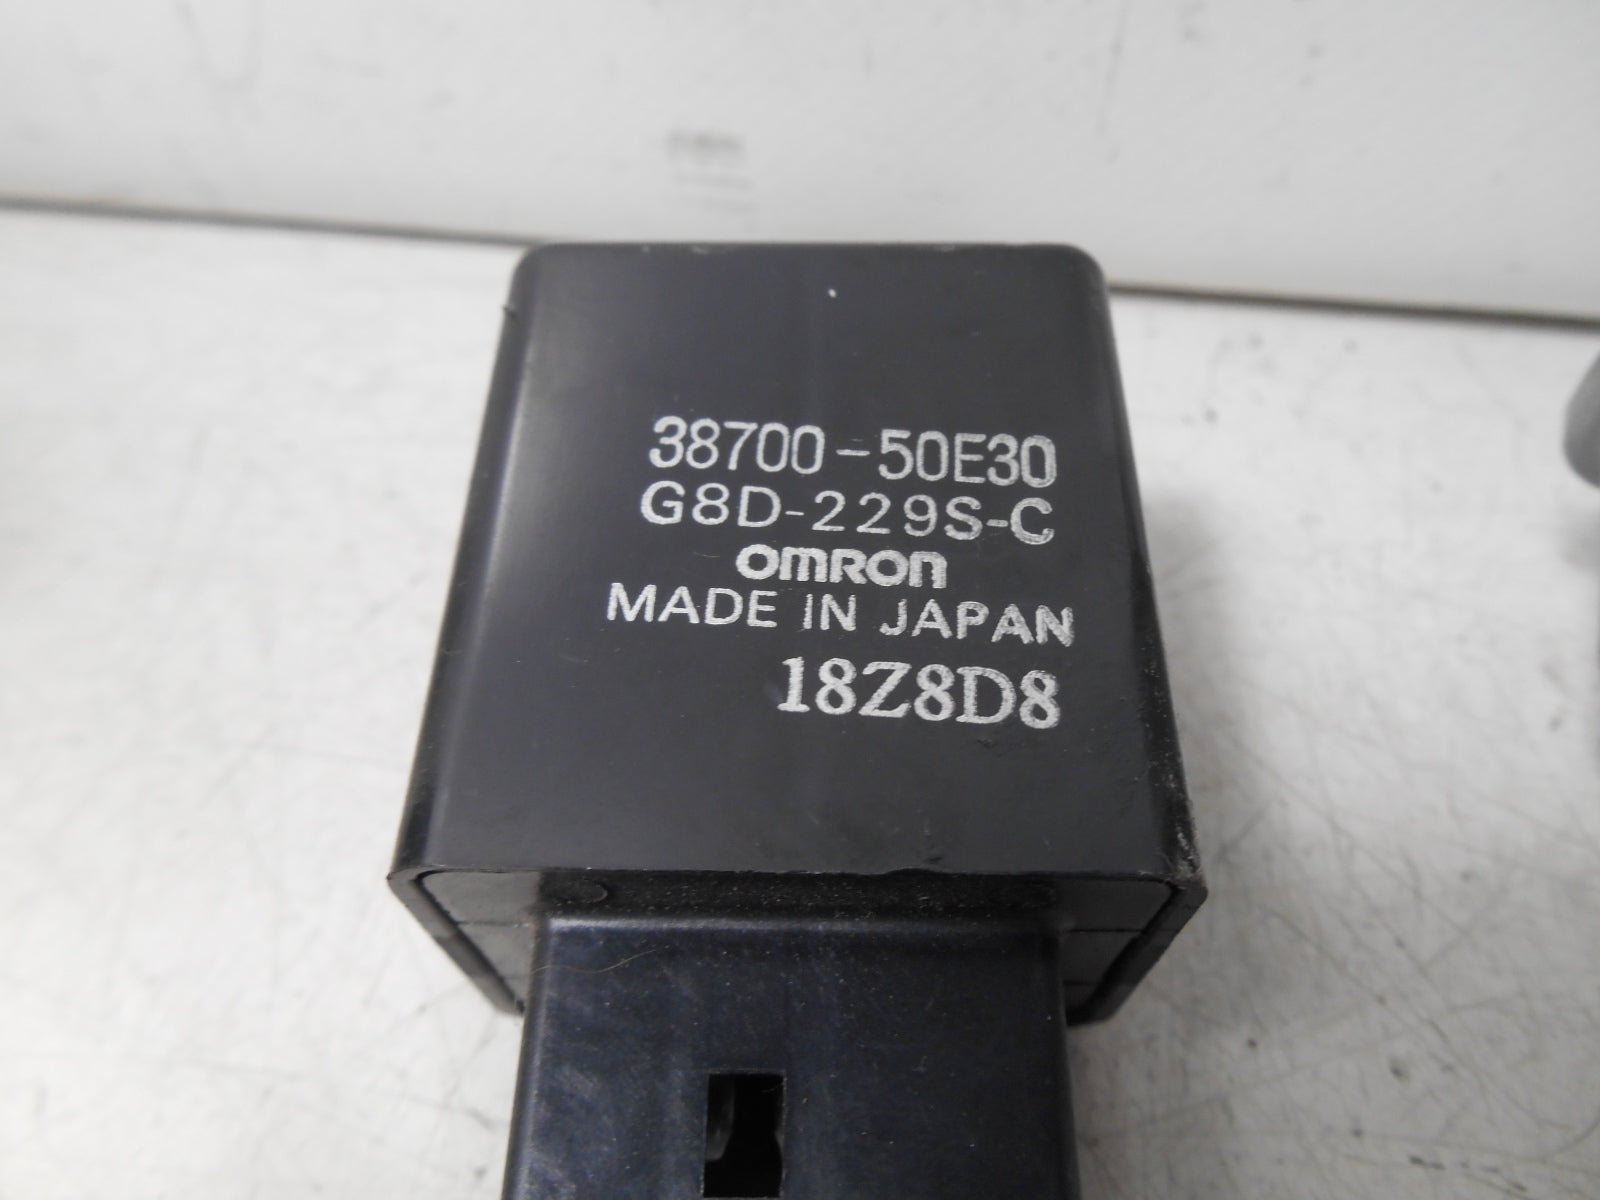 38700-50E30
G8D-229S-C
omron
MADE IN JAPAN
18Z8D8